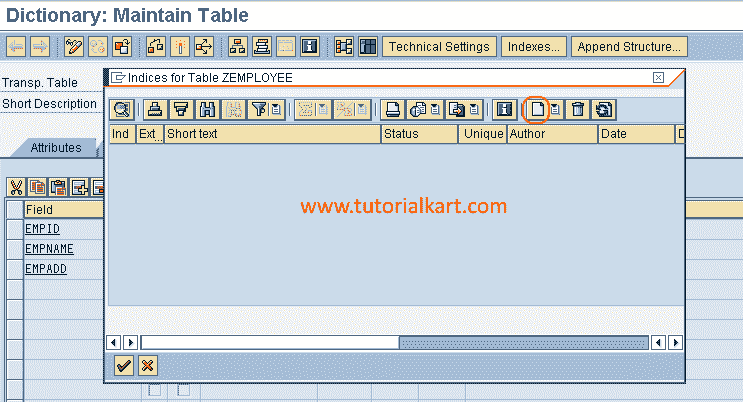 Dictionary: Maintain Table
Technical Settings Indexes... Append Structure...
Transp. Table
Short Description
Attributes
Indices for Table ZEMPLOYEE
Ind Ext... Short text Status Unique Author Date D
www.tutorialkart.com
Field
EMPID
EMPNAME
EMPADD